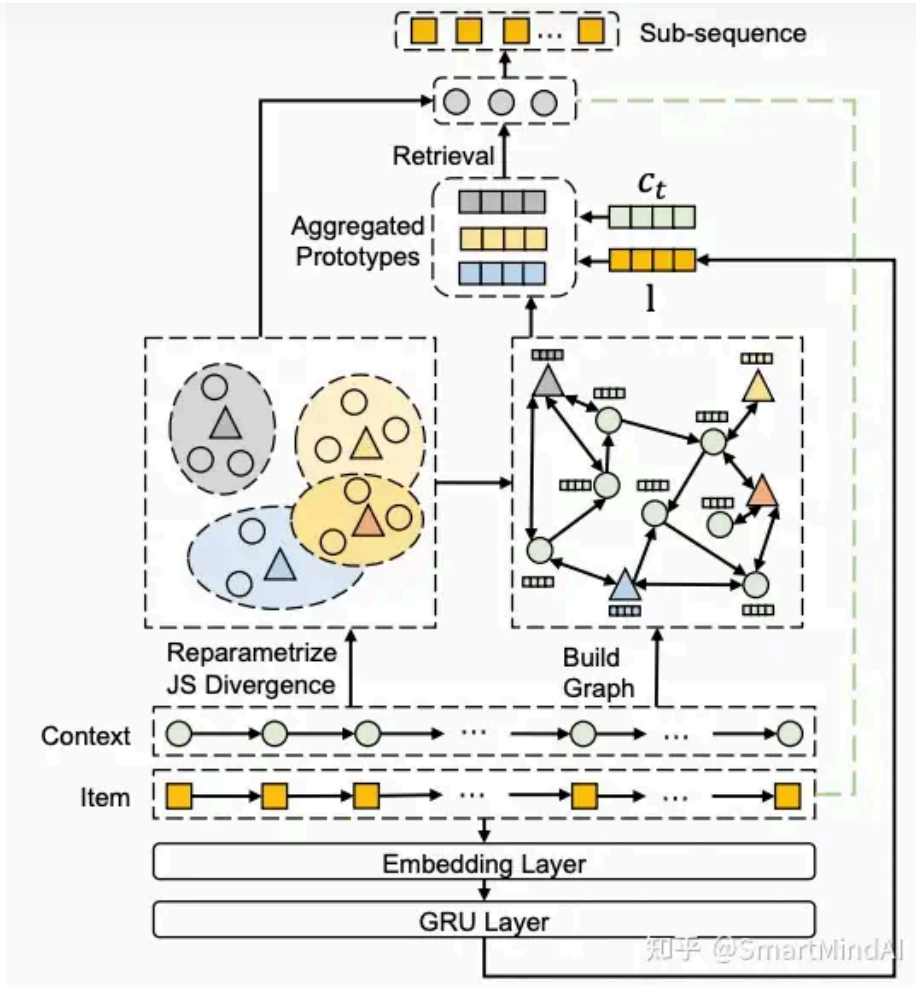 Sub-sequence
Retrieval
Aggregated
Prototypes
c_t
l
Reparametrize
JS Divergence
Build
Graph
Context
Item
Embedding Layer
GRU Layer
知乎 @SmartMindAI